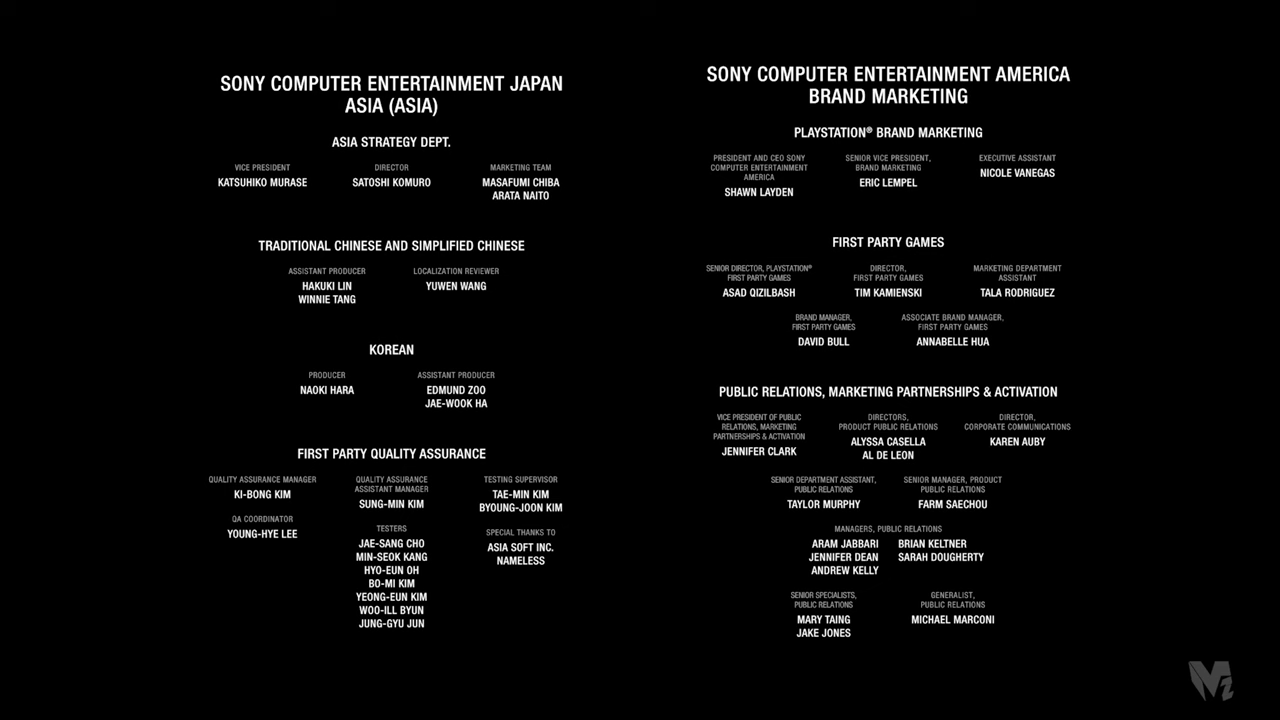 SONY COMPUTER ENTERTAINMENT JAPAN
ASIA (ASIA)
ASIA STRATEGY DEPT.
VICE PRESIDENT
KATSUHIKO MURASE
DIRECTOR
SATOSHI KOMURO
MARKETING TEAM
MASAFUMI CHIBA
ARATA NAITO
TRADITIONAL CHINESE AND SIMPLIFIED CHINESE
ASSISTANT PRODUCER
HAKUKI LIN
WINNIE TANG
LOCALIZATION REVIEWER
YUWEN WANG
KOREAN
PRODUCER
NAOKI HARA
ASSISTANT PRODUCER
EDMUND ZOO
JAE-WOOK HA
FIRST PARTY QUALITY ASSURANCE
QUALITY ASSURANCE MANAGER
KI-BONG KIM
QA COORDINATOR
YOUNG-HYE LEE
QUALITY ASSURANCE
ASSISTANT MANAGER
SUNG-MIN KIM
TESTERS
JAE-SANG CHO
MIN-SEOK KANG
HYO-EUN OH
BO-MI KIM
YEONG-EUN KIM
WOO-ILL BYUN
JUNG-GYU JUN
TESTING SUPERVISOR
TAE-MIN KIM
BYOUNG-JOON KIM
SPECIAL THANKS TO
ASIA SOFT INC.
NAMELESS
SONY COMPUTER ENTERTAINMENT AMERICA
BRAND MARKETING
PLAYSTATION® BRAND MARKETING
PRESIDENT AND CEO SONY
COMPUTER ENTERTAINMENT
AMERICA
SHAWN LAYDEN
SENIOR VICE PRESIDENT,
BRAND MARKETING
ERIC LEMPEL
EXECUTIVE ASSISTANT
NICOLE VANEGAS
FIRST PARTY GAMES
SENIOR DIRECTOR, PLAYSTATION®
FIRST PARTY GAMES
ASAD QIZILBASH
DIRECTOR,
FIRST PARTY GAMES
TIM KAMIENSKI
MARKETING DEPARTMENT
ASSISTANT
TALA RODRIGUEZ
BRAND MANAGER,
FIRST PARTY GAMES
DAVID BULL
ASSOCIATE BRAND MANAGER,
FIRST PARTY GAMES
ANNABELLE HUA
PUBLIC RELATIONS, MARKETING PARTNERSHIPS & ACTIVATION
VICE PRESIDENT OF PUBLIC
RELATIONS, MARKETING
PARTNERSHIPS & ACTIVATION
JENNIFER CLARK
DIRECTORS,
PRODUCT PUBLIC RELATIONS
ALYSSA CASELLA
AL DE LEON
DIRECTOR,
CORPORATE COMMUNICATIONS
KAREN AUBY
SENIOR DEPARTMENT ASSISTANT,
PUBLIC RELATIONS
TAYLOR MURPHY
SENIOR MANAGER, PRODUCT
PUBLIC RELATIONS
FARM SAECHOU
MANAGERS, PUBLIC RELATIONS
ARAM JABBARI
JENNIFER DEAN
ANDREW KELLY
BRIAN KELTNER
SARAH DOUGHERTY
SENIOR SPECIALISTS,
PUBLIC RELATIONS
MARY TAING
JAKE JONES
GENERALIST,
PUBLIC RELATIONS
MICHAEL MARCONI